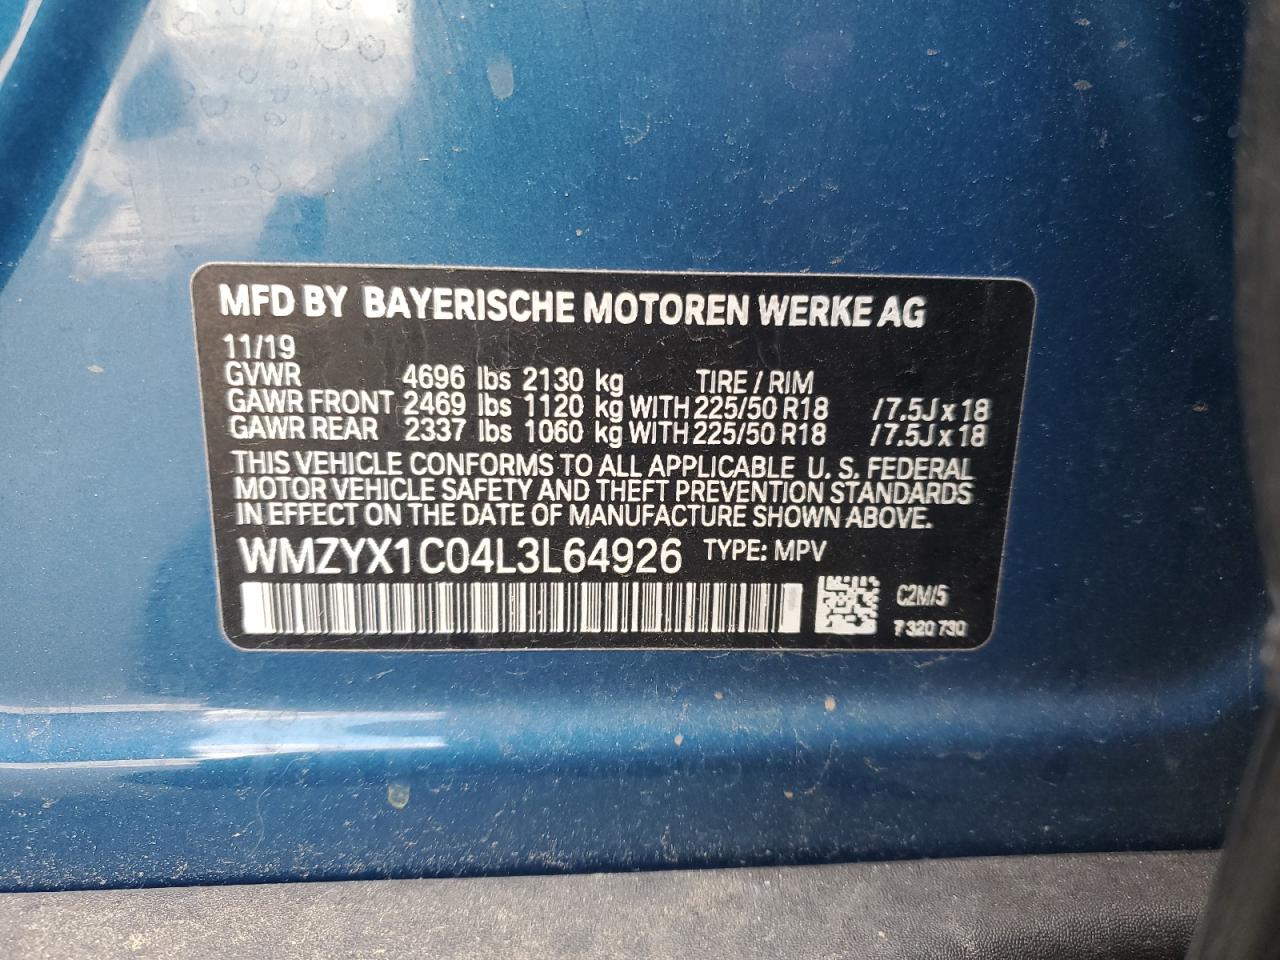 MFD BY BAYERISCHE MOTOREN WERKE AG
11/19
GVWR 4696 lbs 2130 kg TIRE / RIM
GAWR FRONT 2469 lbs 1120 kg WITH 225/50 R18 /7.5J x 18
GAWR REAR 2337 lbs 1060 kg WITH 225/50 R18 /7.5J x 18
THIS VEHICLE CONFORMS TO ALL APPLICABLE U. S. FEDERAL
MOTOR VEHICLE SAFETY AND THEFT PREVENTION STANDARDS
IN EFFECT ON THE DATE OF MANUFACTURE SHOWN ABOVE.
WMZYX1C04L3L64926 TYPE: MPV
C2M/5
7 320 730